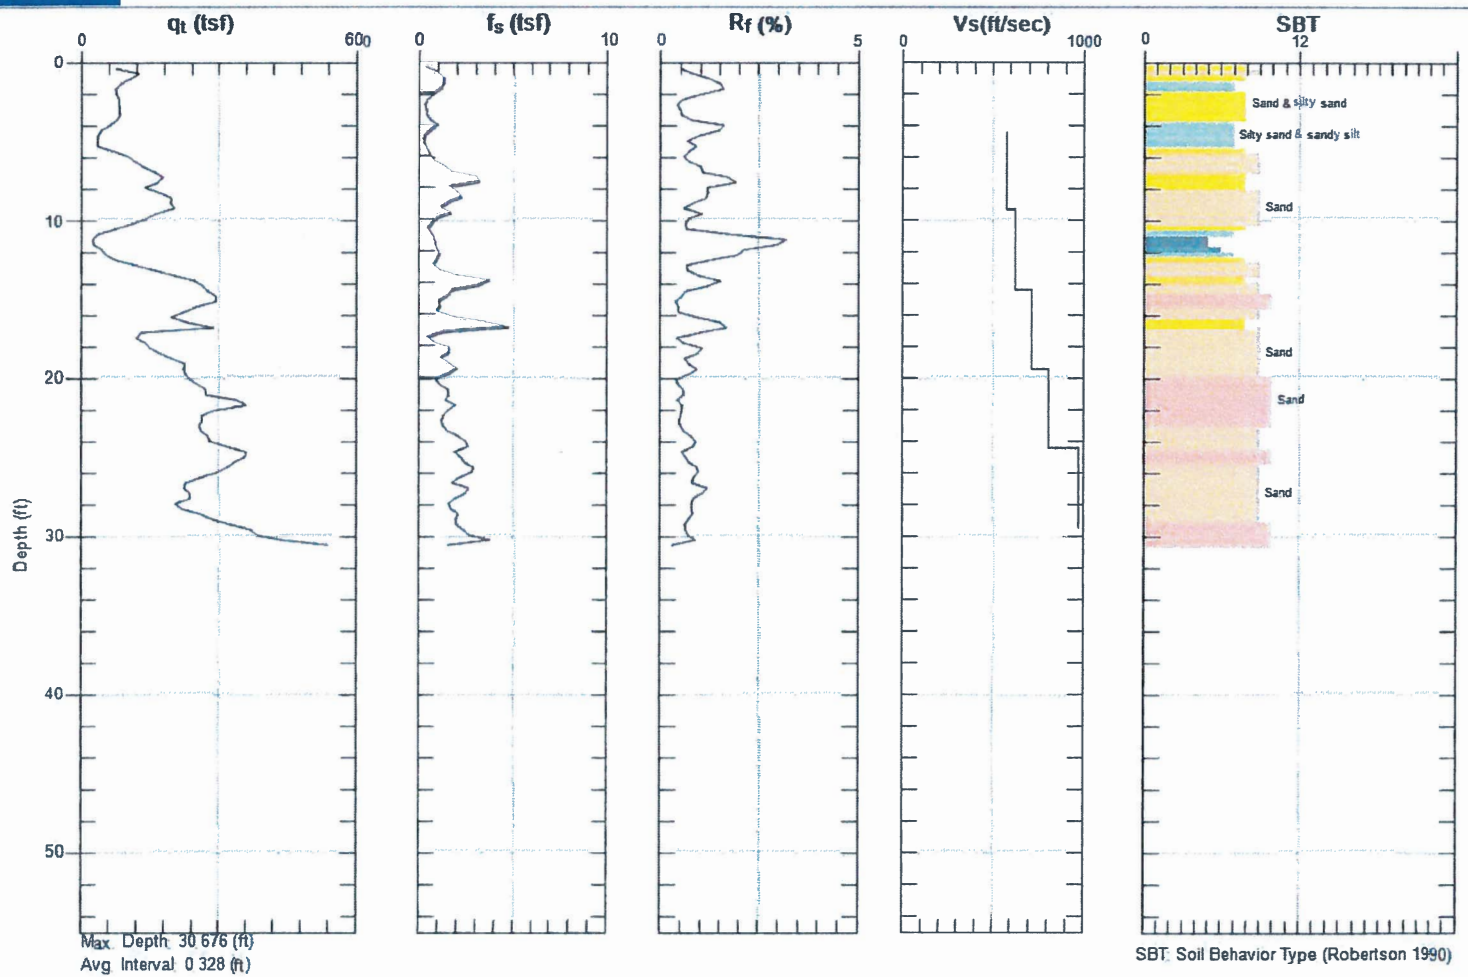 qt (tsf)
fs (tsf)
Rf (%)
Vs(ft/sec)
SBT
0 600
0 10
0 5
0 1000
0 12
0
10
20
30
40
50
Depth (ft)
Sand & silty sand
Silty sand & sandy silt
Sand
Sand
Sand
Sand
Max. Depth: 30.676 (ft)
Avg. Interval: 0.328 (ft)
SBT: Soil Behavior Type (Robertson 1990)